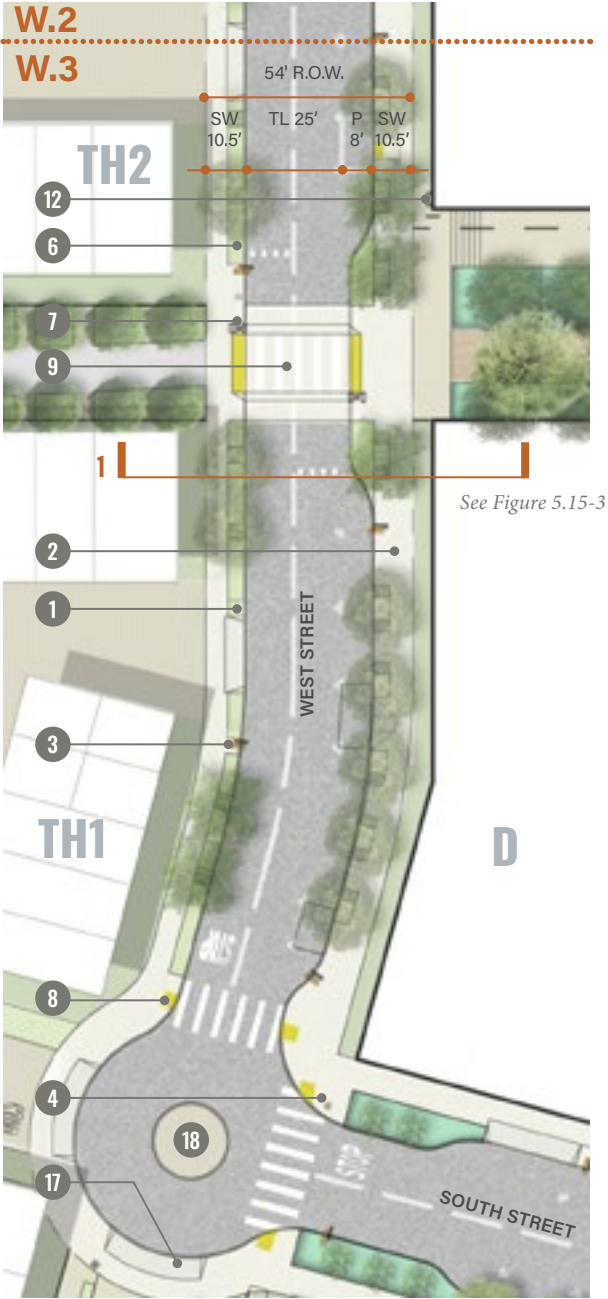 W.2
W.3
54' R.O.W.
SW TL 25' P SW
10.5' 8' 10.5'
TH2
12
6
7
9
1
See Figure 5.15-3
2
1
WEST STREET
3
TH1
D
STOP
8
4
18
STOP
17
SOUTH STREET